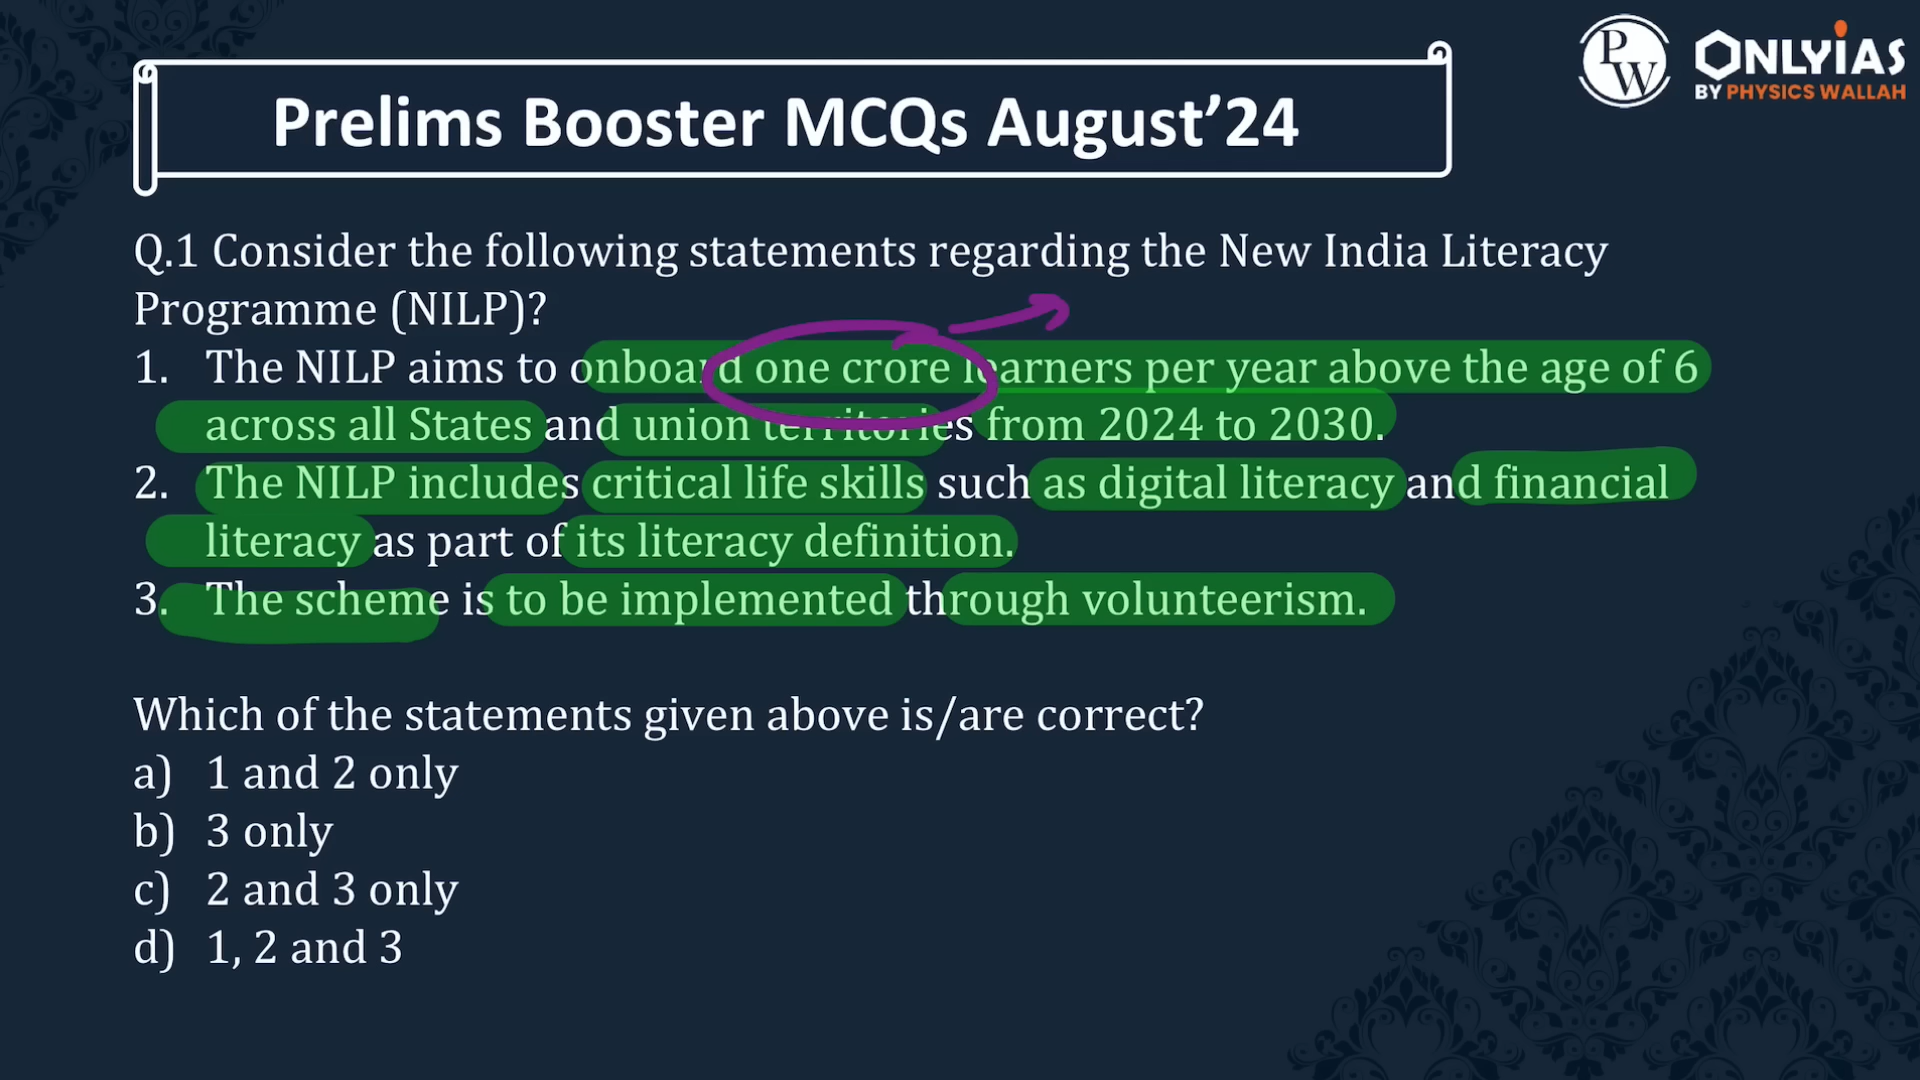 Prelims Booster MCQs August’24
PW
ONLYIAS
BY PHYSICS WALLAH
Q.1 Consider the following statements regarding the New India Literacy
Programme (NILP)?
1. The NILP aims to onboard one crore learners per year above the age of 6
across all States and union territories from 2024 to 2030.
2. The NILP includes critical life skills such as digital literacy and financial
literacy as part of its literacy definition.
3. The scheme is to be implemented through volunteerism.
Which of the statements given above is/are correct?
a) 1 and 2 only
b) 3 only
c) 2 and 3 only
d) 1, 2 and 3